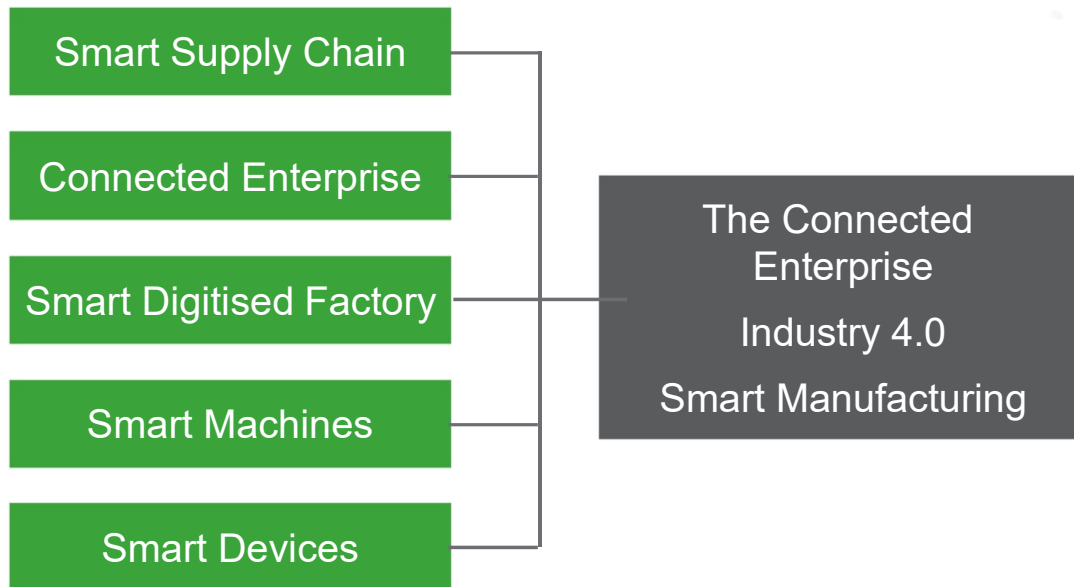 Smart Supply Chain
Connected Enterprise
Smart Digitised Factory
Smart Machines
Smart Devices
The Connected
Enterprise
Industry 4.0
Smart Manufacturing